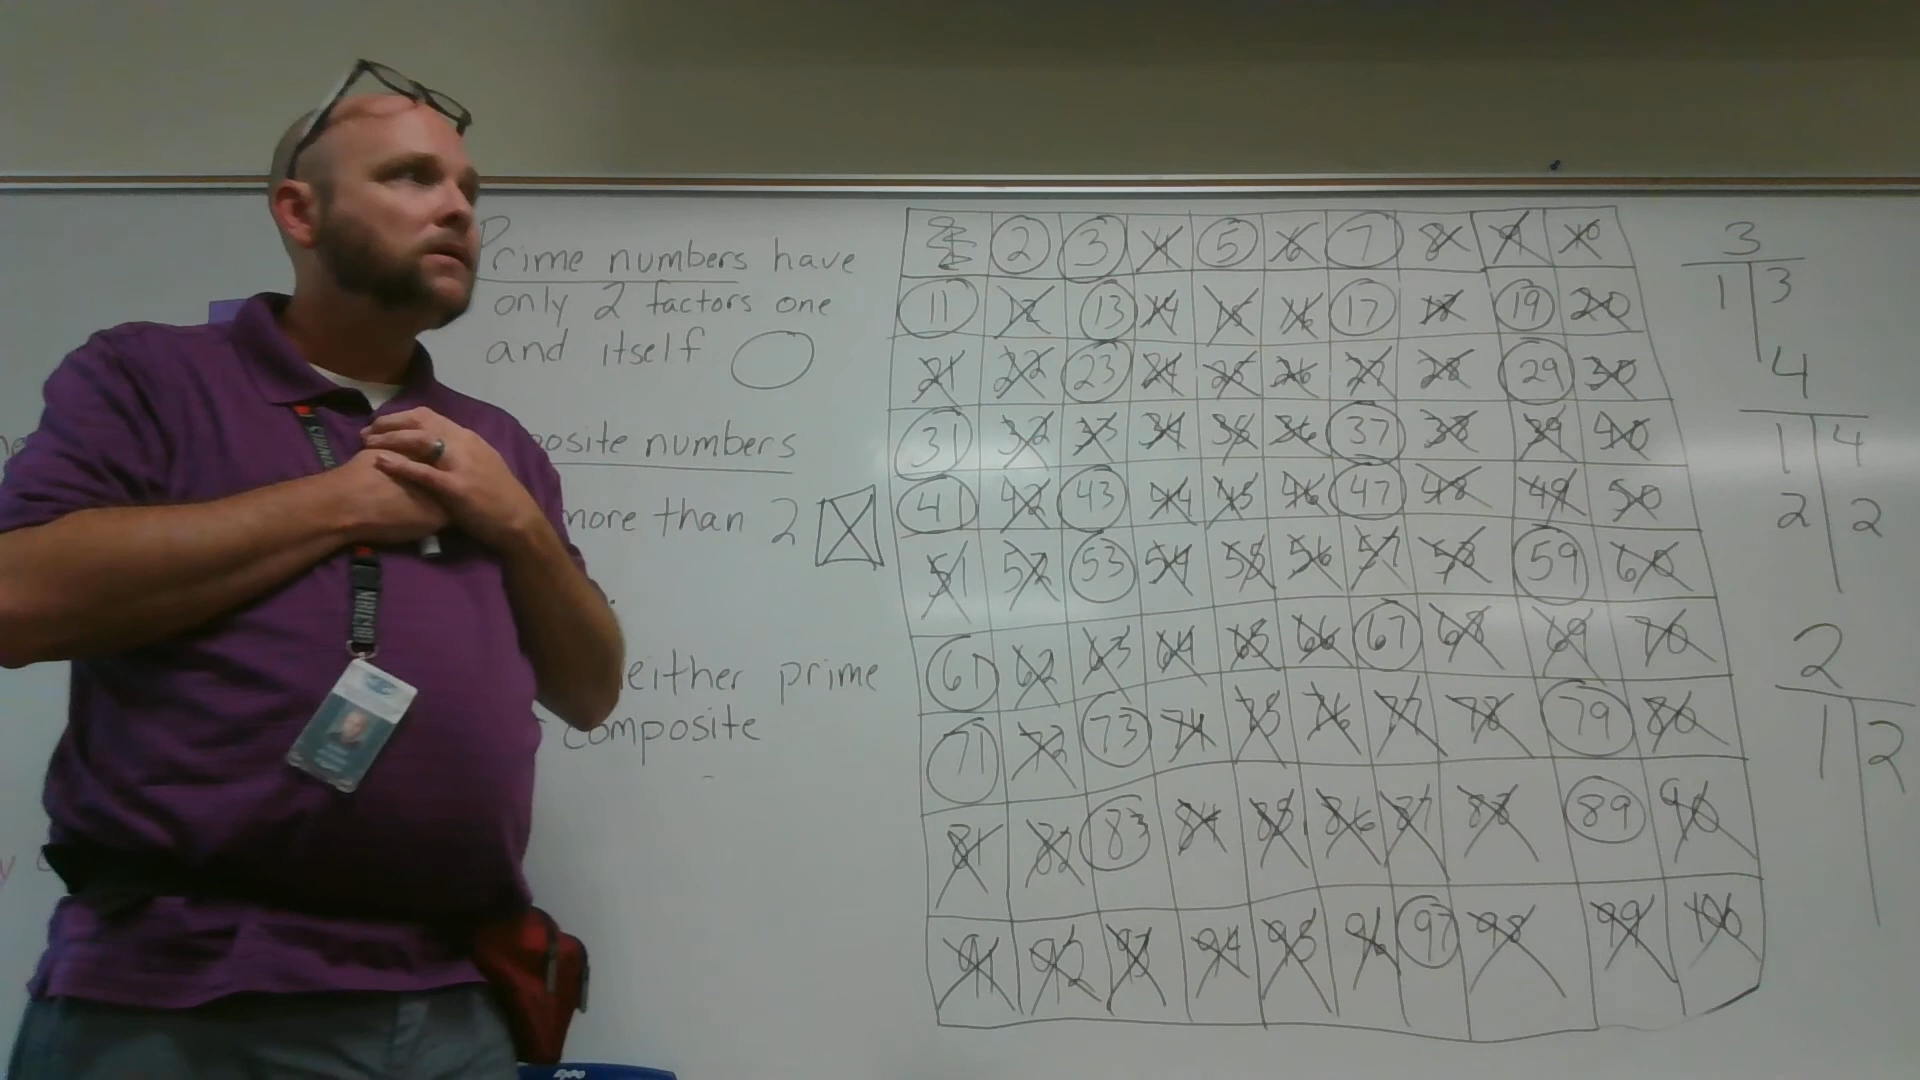 Prime numbers have
only 2 factors one
and itself
osite numbers
more than 2
either prime
composite
2 3 4 5 6 7 8 9 10
11 12 13 14 15 16 17 18 19 20
21 22 23 24 25 26 27 28 29 30
31 32 33 34 35 36 37 38 39 40
41 42 43 44 45 46 47 48 49 50
51 52 53 54 55 56 57 58 59 60
61 62 63 64 65 66 67 68 69 70
71 72 73 74 75 76 77 78 79 80
81 82 83 84 85 86 87 88 89 90
91 92 93 94 95 96 97 98 99 100
3
1 3
4
1 4
2 2
2
1 2